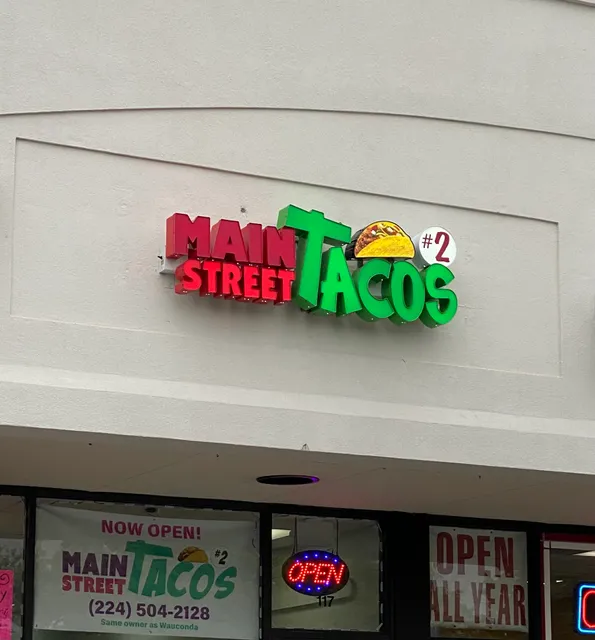 MAIN
STREET TACOS #2
NOW OPEN!
MAIN
STREET TACOS #2
(224) 504-2128
Same owner as Wauconda
OPEN
117
OPEN
ALL YEAR